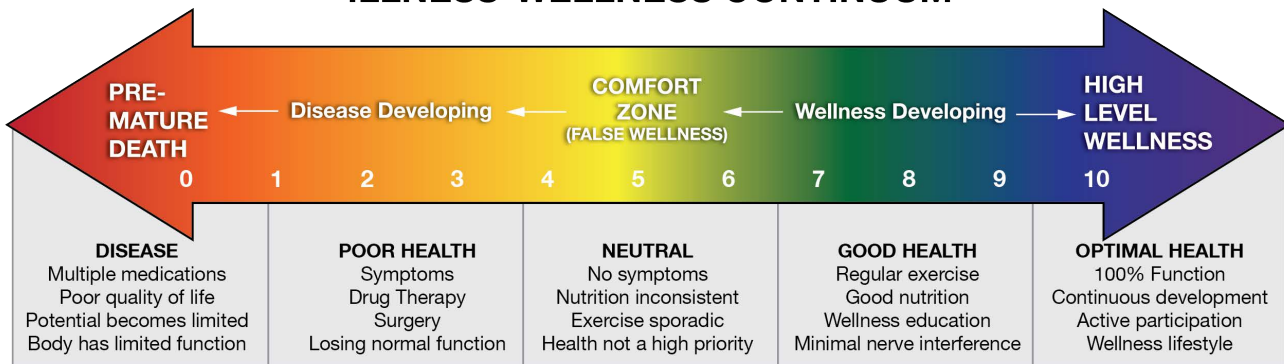 ILLNESS-WELLNESS CONTINUUM
PRE-
MATURE
DEATH
Disease Developing
COMFORT
ZONE
(FALSE WELLNESS)
Wellness Developing
HIGH
LEVEL
WELLNESS
0 1 2 3 4 5 6 7 8 9 10
DISEASE
Multiple medications
Poor quality of life
Potential becomes limited
Body has limited function
POOR HEALTH
Symptoms
Drug Therapy
Surgery
Losing normal function
NEUTRAL
No symptoms
Nutrition inconsistent
Exercise sporadic
Health not a high priority
GOOD HEALTH
Regular exercise
Good nutrition
Wellness education
Minimal nerve interference
OPTIMAL HEALTH
100% Function
Continuous development
Active participation
Wellness lifestyle